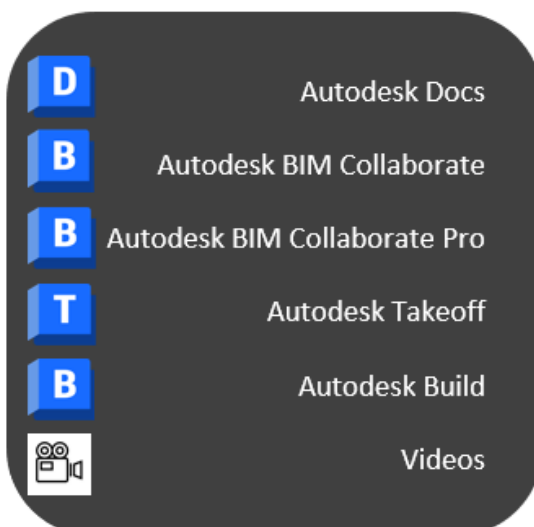 D Autodesk Docs
B Autodesk BIM Collaborate
B Autodesk BIM Collaborate Pro
T Autodesk Takeoff
B Autodesk Build
Videos